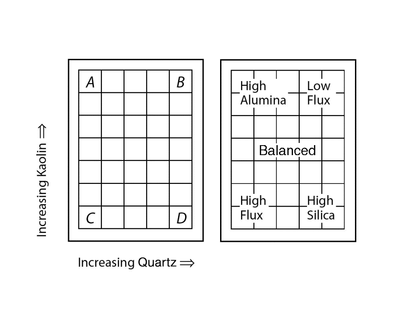 A
B
C
D
Increasing Kaolin ⇒
Increasing Quartz ⇒
High
Alumina
Low
Flux
Balanced
High
Flux
High
Silica